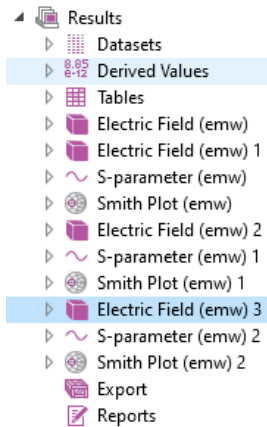 Results
Datasets
8.85
e-12 Derived Values
Tables
Electric Field (emw)
Electric Field (emw) 1
S-parameter (emw)
Smith Plot (emw)
Electric Field (emw) 2
S-parameter (emw) 1
Smith Plot (emw) 1
Electric Field (emw) 3
S-parameter (emw) 2
Smith Plot (emw) 2
Export
Reports